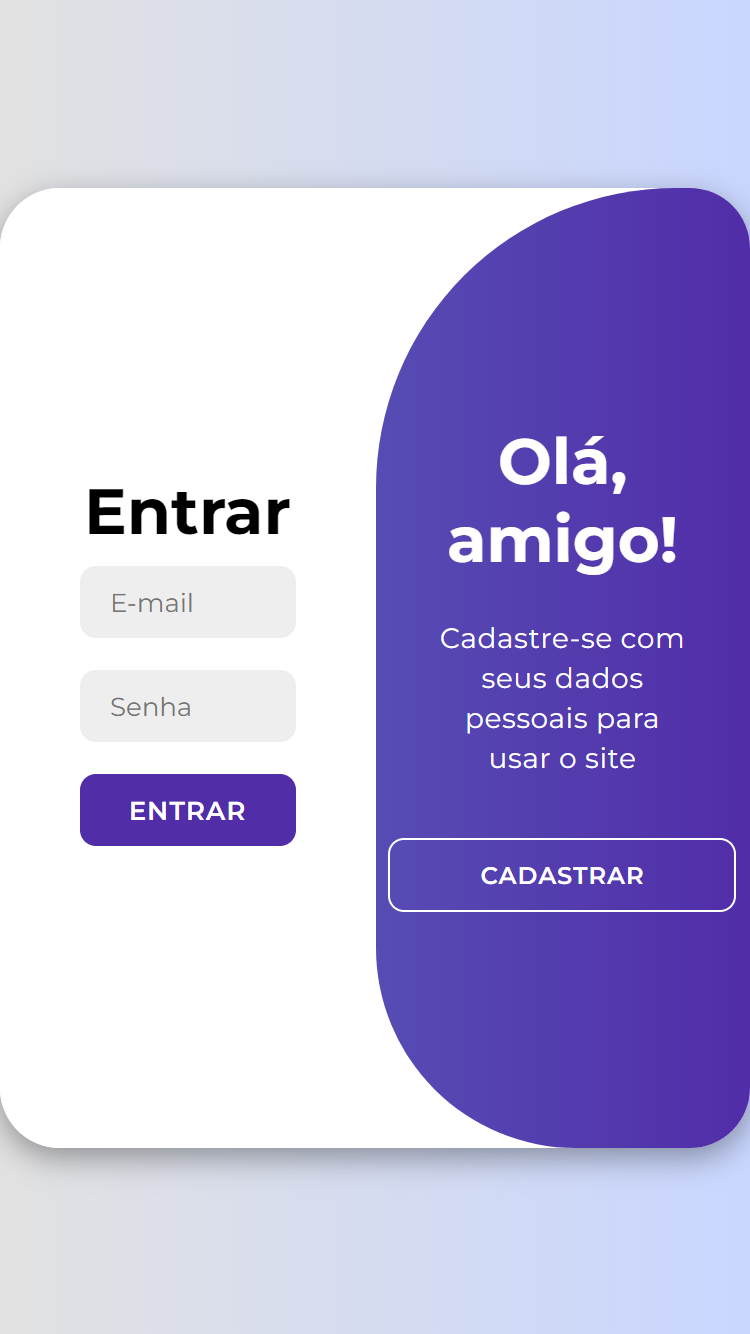 Entrar
E-mail
Senha
ENTRAR
Olá,
amigo!
Cadastre-se com
seus dados
pessoais para
usar o site
CADASTRAR